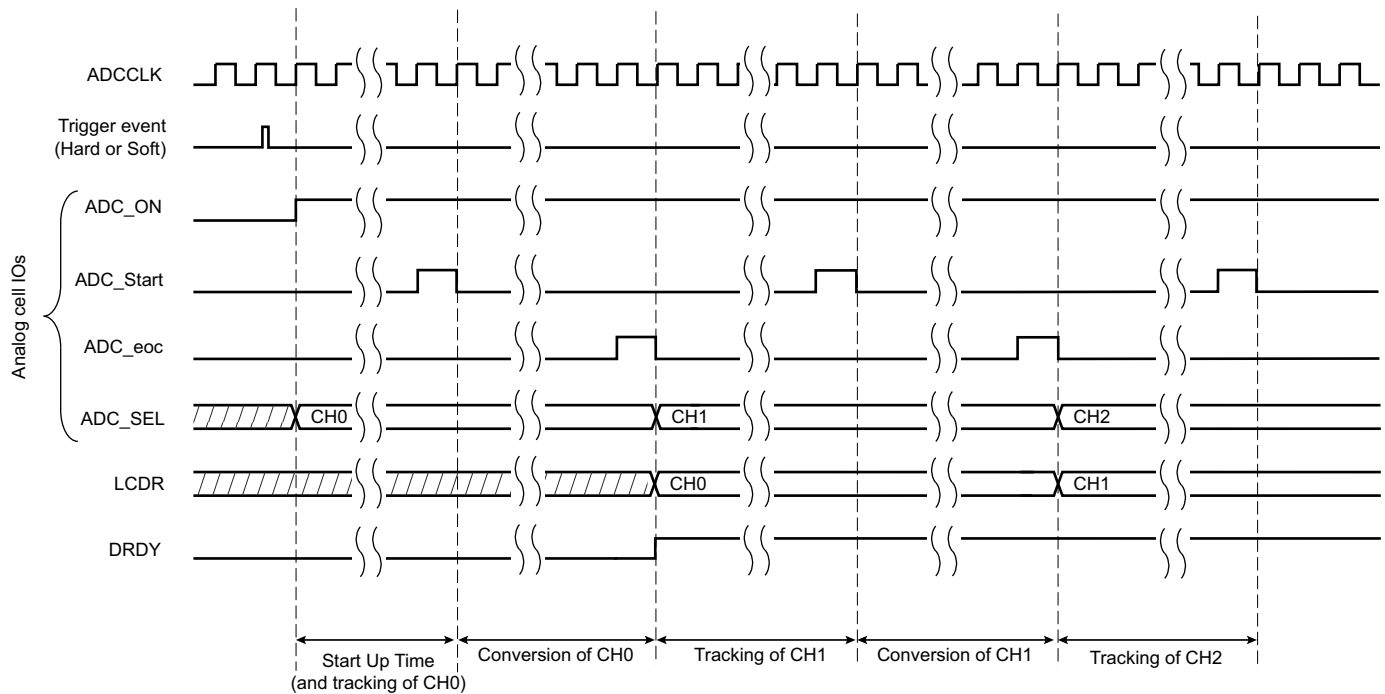 ADCCLK
Trigger event
(Hard or Soft)
Analog cell IOs
ADC_ON
ADC_Start
ADC_eoc
ADC_SEL
CH0
CH1
CH2
LCDR
CH0
CH1
DRDY
Start Up Time
(and tracking of CH0)
Conversion of CH0
Tracking of CH1
Conversion of CH1
Tracking of CH2